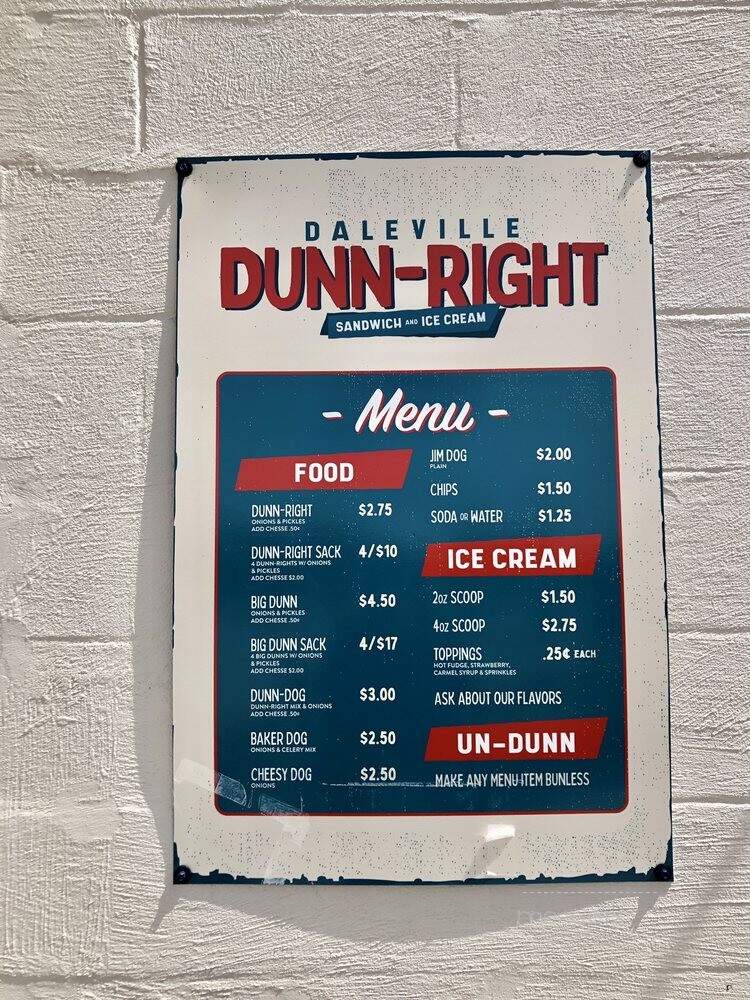 DALEVILLE
DUNN-RIGHT
SANDWICH AND ICE CREAM
- Menu -
FOOD
DUNN-RIGHT $2.75
ONIONS & PICKLES
ADD CHESSE .50¢
DUNN-RIGHT SACK 4/$10
4 DUNN-RIGHTS W/ ONIONS
& PICKLES
ADD CHESSE $2.00
BIG DUNN $4.50
ONIONS & PICKLES
ADD CHESSE .50¢
BIG DUNN SACK 4/$17
4 BIG DUNNS W/ ONIONS
& PICKLES
ADD CHESSE $2.00
DUNN-DOG $3.00
DUNN-RIGHT MIX & ONIONS
ADD CHESSE .50¢
BAKER DOG $2.50
ONIONS & CELERY MIX
CHEESY DOG $2.50
ONIONS
JIM DOG $2.00
PLAIN
CHIPS $1.50
SODA OR WATER $1.25
ICE CREAM
2oz SCOOP $1.50
4oz SCOOP $2.75
TOPPINGS .25¢ EACH
HOT FUDGE, STRAWBERRY,
CARMEL SYRUP & SPRINKLES
ASK ABOUT OUR FLAVORS
UN-DUNN
MAKE ANY MENU ITEM BUNLESS